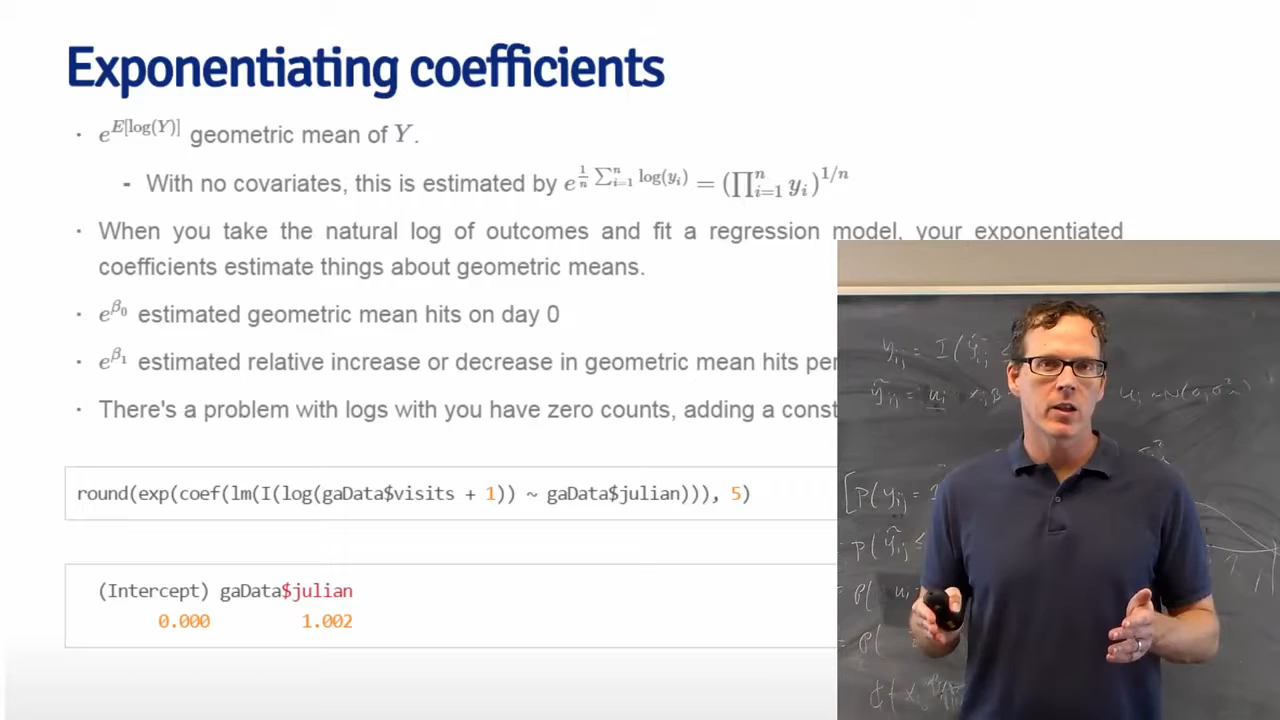 Exponentiating coefficients
· e^{E[log(Y)]} geometric mean of Y.
- With no covariates, this is estimated by e^{\frac{1}{n}\sum_{i=1}^{n} log(y_i)} = (∏_{i=1}^{n} y_i)^{1/n}
· When you take the natural log of outcomes and fit a regression model, your exponentiated
coefficients estimate things about geometric means.
· e^{β_0} estimated geometric mean hits on day 0
· e^{β_1} estimated relative increase or decrease in geometric mean hits per
· There's a problem with logs with you have zero counts, adding a const
round(exp(coef(lm(I(log(gaData$visits + 1)) ~ gaData$julian))), 5)
(Intercept) gaData$julian
0.000 1.002